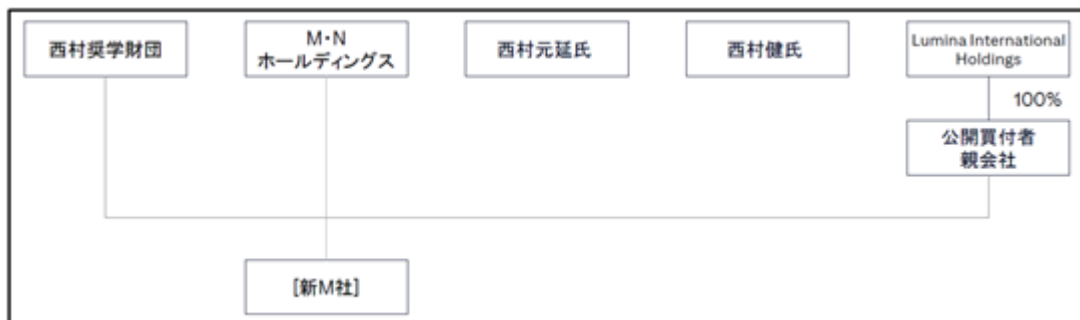 西村奨学財団
M・N
ホールディングス
西村元延氏
西村健氏
Lumina International
Holdings
100%
公開買付者
親会社
[新M社]